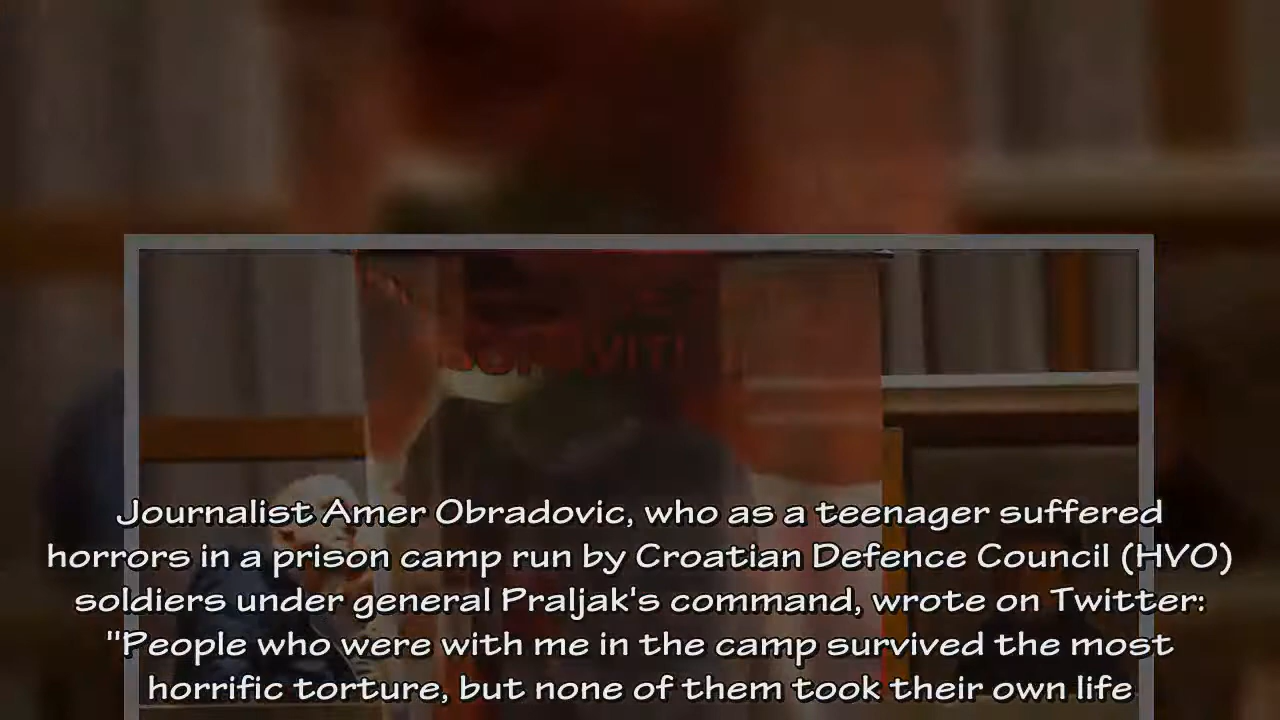 Journalist Amer Obradovic, who as a teenager suffered
horrors in a prison camp run by Croatian Defence Council (HVO)
soldiers under general Praljak's command, wrote on Twitter:
"People who were with me in the camp survived the most
horrific torture, but none of them took their own life